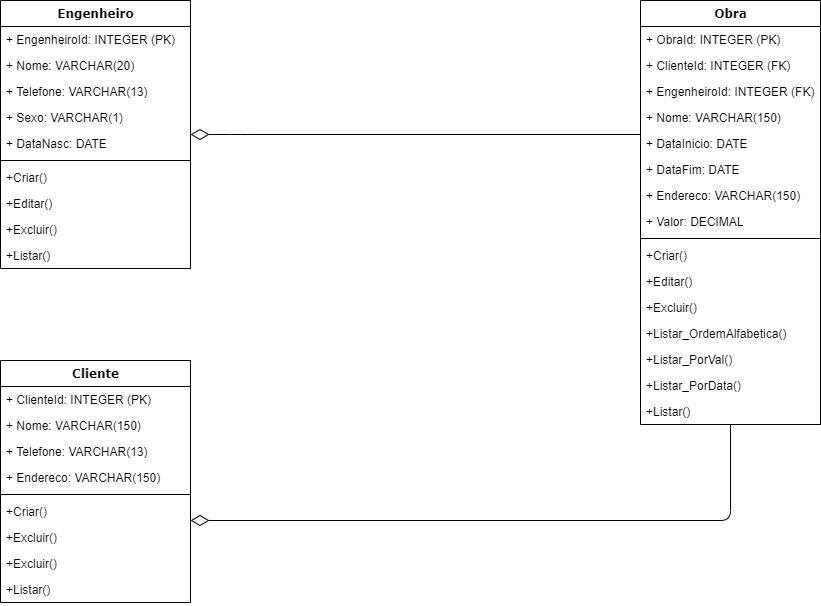 Engenheiro
+ EngenheiroId: INTEGER (PK)
+ Nome: VARCHAR(20)
+ Telefone: VARCHAR(13)
+ Sexo: VARCHAR(1)
+ DataNasc: DATE
+Criar()
+Editar()
+Excluir()
+Listar()
Obra
+ ObraId: INTEGER (PK)
+ ClienteId: INTEGER (FK)
+ EngenheiroId: INTEGER (FK)
+ Nome: VARCHAR(150)
+ DataInicio: DATE
+ DataFim: DATE
+ Endereco: VARCHAR(150)
+ Valor: DECIMAL
+Criar()
+Editar()
+Excluir()
+Listar_OrdemAlfabetica()
+Listar_PorVal()
+Listar_PorData()
+Listar()
Cliente
+ ClienteId: INTEGER (PK)
+ Nome: VARCHAR(150)
+ Telefone: VARCHAR(13)
+ Endereco: VARCHAR(150)
+Criar()
+Excluir()
+Excluir()
+Listar()